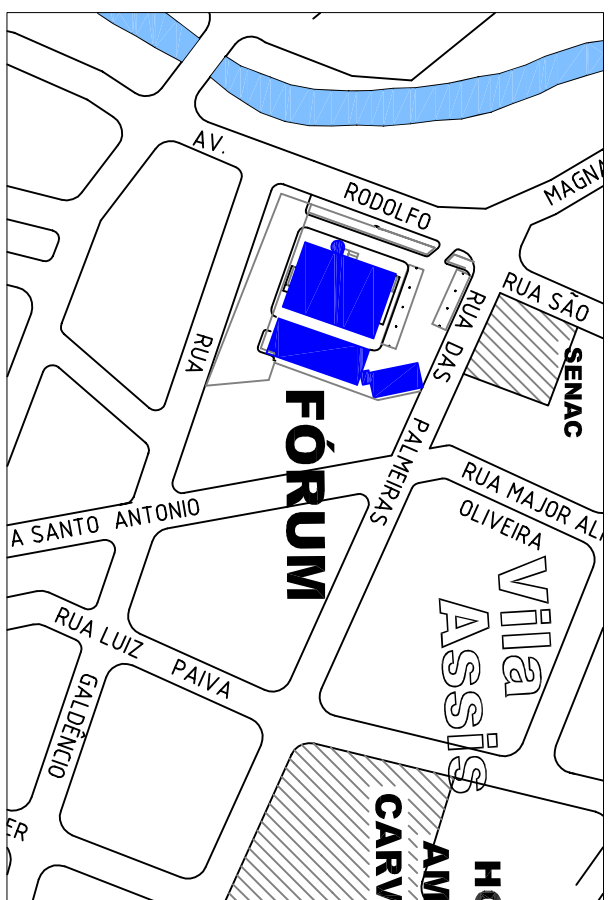 AV.
RODOLFO
MAGNA
RUA SÃO
RUA DAS
PALMEIRAS
SENAC
RUA
FÓRUM
RUA MAJOR AL
OLIVEIRA
A SANTO ANTONIO
Vila
Assis
RUA LUIZ
PAIVA
GALDÊNCIO
ER
CARV
AM
HO